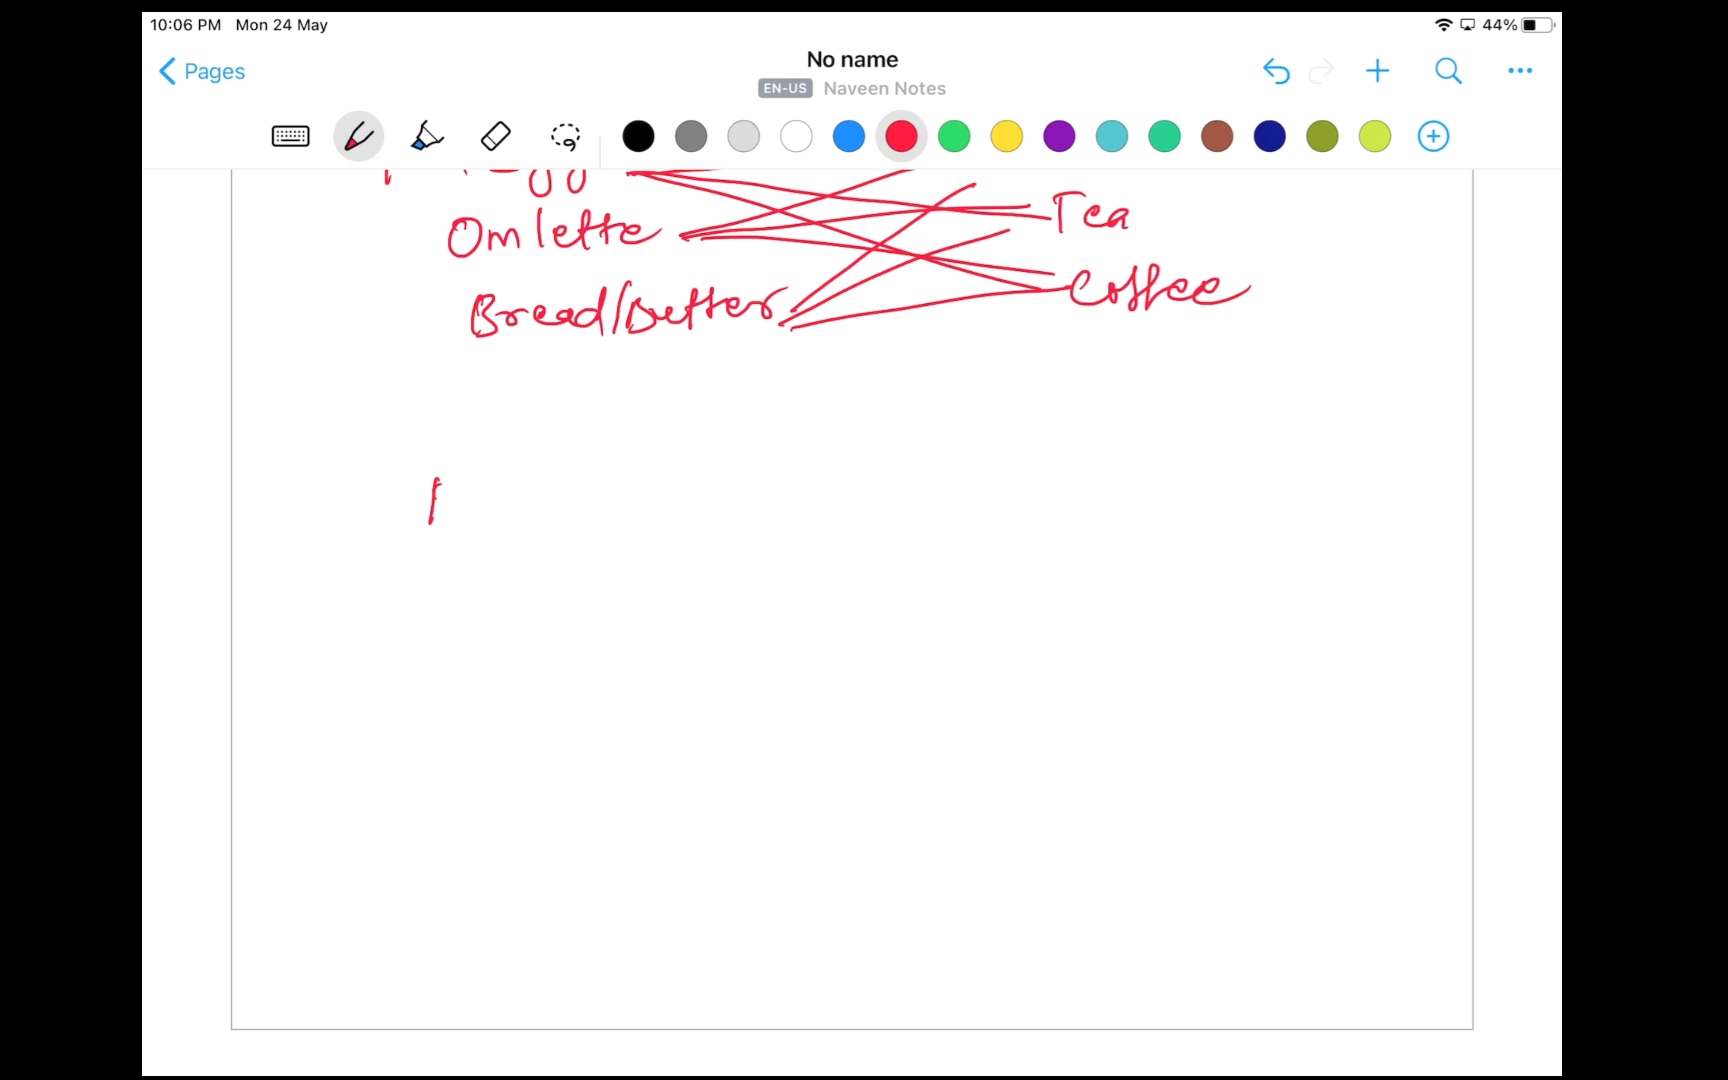 10:06 PM Mon 24 May
44%
Pages
No name
EN-US Naveen Notes
Omlette
Tea
Bread/Butter
Coffee